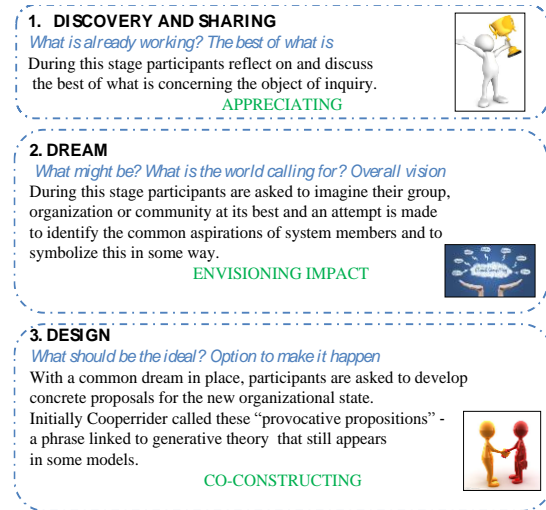 1. DISCOVERY AND SHARING
What is already working? The best of what is
During this stage participants reflect on and discuss
the best of what is concerning the object of inquiry.
APPRECIATING
2. DREAM
What might be? What is the world calling for? Overall vision
During this stage participants are asked to imagine their group,
organization or community at its best and an attempt is made
to identify the common aspirations of system members and to
symbolize this in some way.
ENVISIONING IMPACT
3. DESIGN
What should be the ideal? Option to make it happen
With a common dream in place, participants are asked to develop
concrete proposals for the new organizational state.
Initially Cooperrider called these “provocative propositions” -
a phrase linked to generative theory that still appears
in some models.
CO-CONSTRUCTING